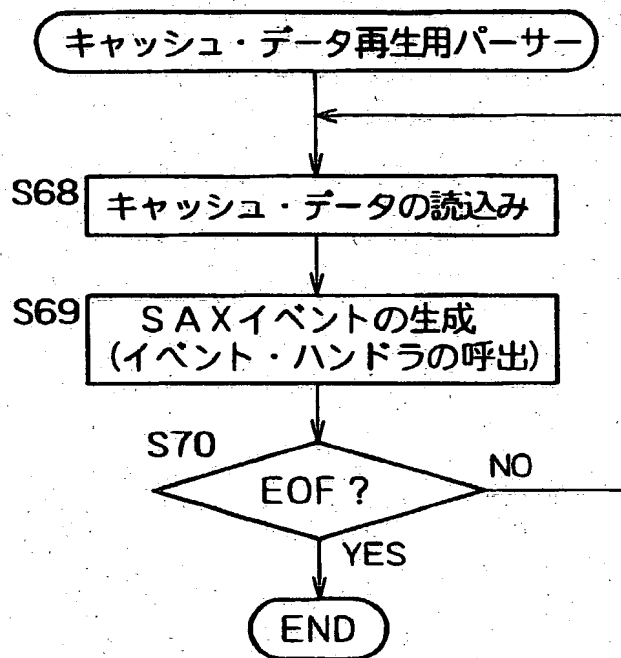 キャッシュ・データ再生用パーサー
S68
キャッシュ・データの読込み
S69
SAXイベントの生成
(イベント・ハンドラの呼出)
S70
EOF?
NO
YES
END